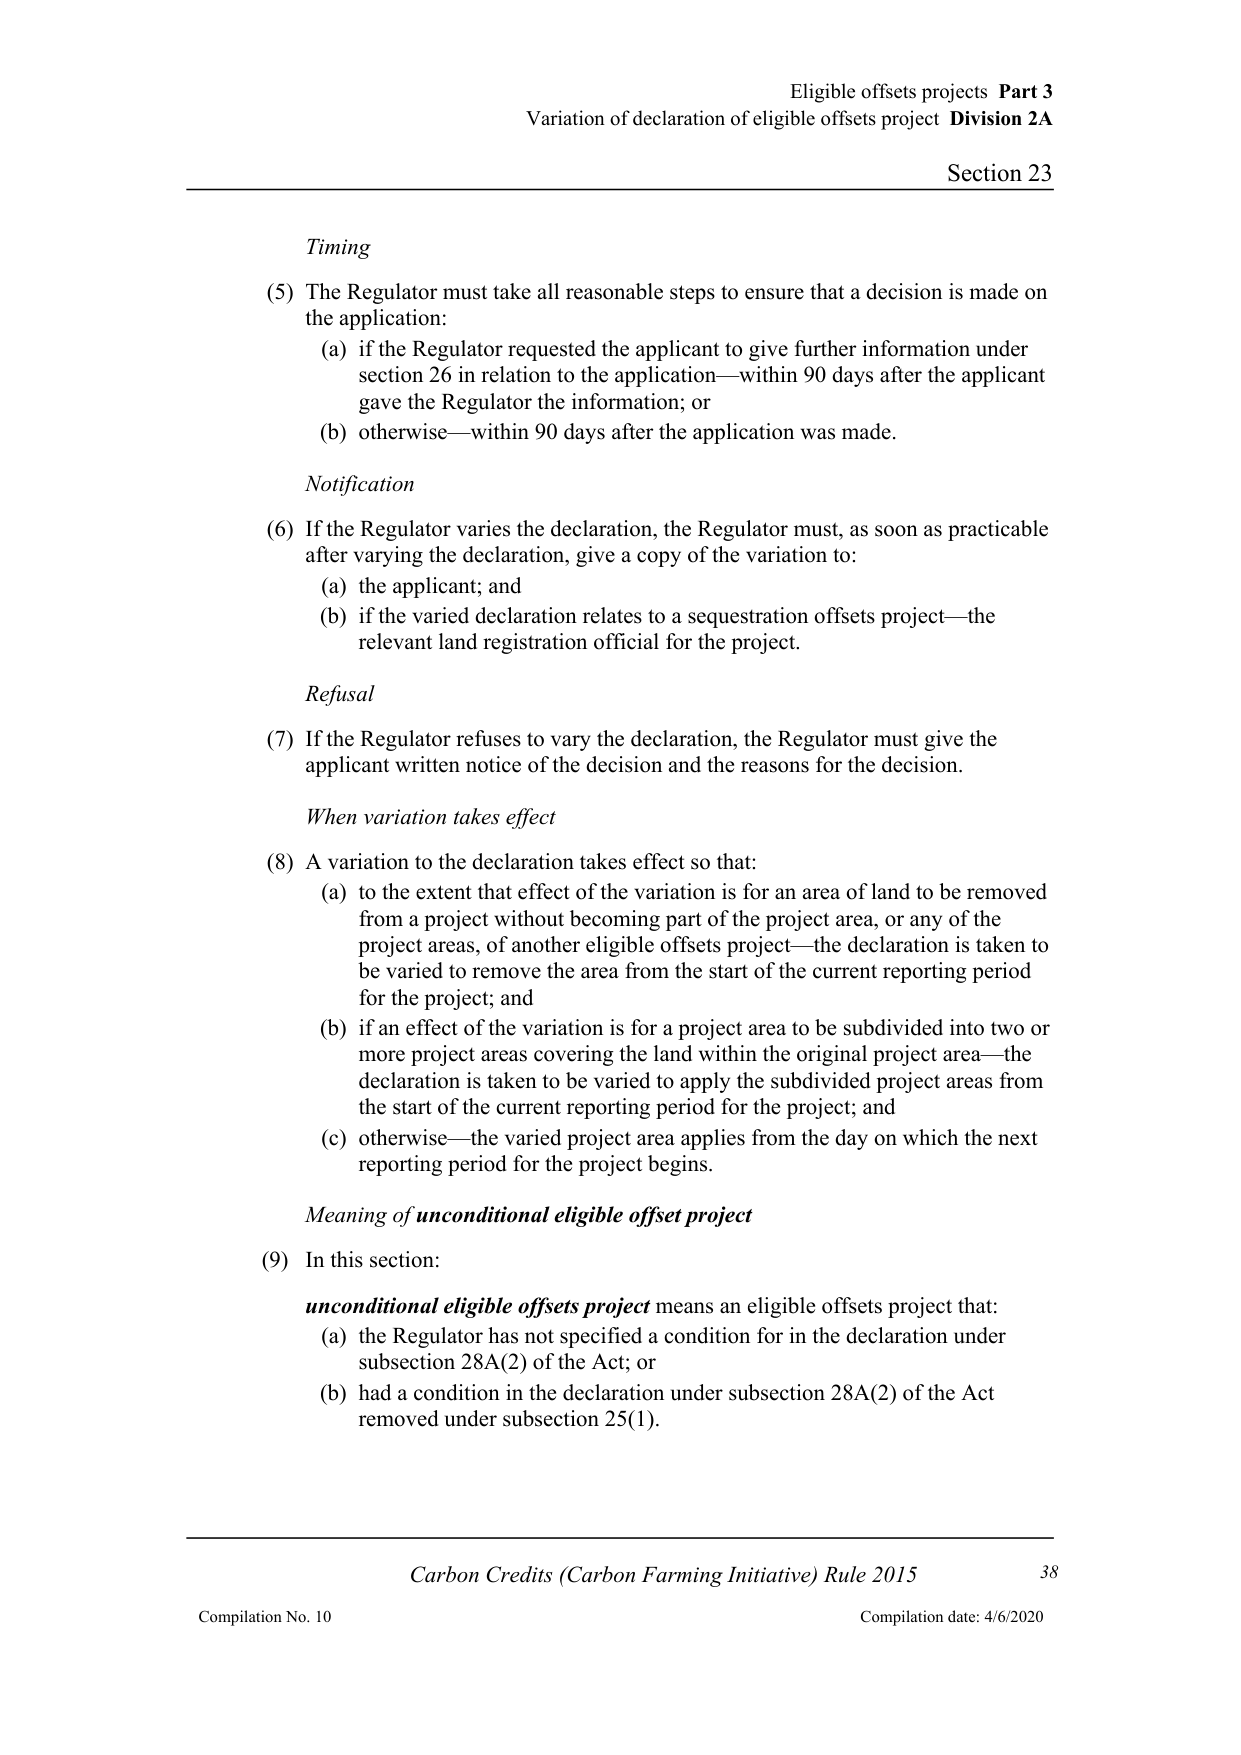 Eligible offsets projects Part 3
Variation of declaration of eligible offsets project Division 2A
Section 23
Timing
(5) The Regulator must take all reasonable steps to ensure that a decision is made on
the application:
(a) if the Regulator requested the applicant to give further information under
section 26 in relation to the application—within 90 days after the applicant
gave the Regulator the information; or
(b) otherwise—within 90 days after the application was made.
Notification
(6) If the Regulator varies the declaration, the Regulator must, as soon as practicable
after varying the declaration, give a copy of the variation to:
(a) the applicant; and
(b) if the varied declaration relates to a sequestration offsets project—the
relevant land registration official for the project.
Refusal
(7) If the Regulator refuses to vary the declaration, the Regulator must give the
applicant written notice of the decision and the reasons for the decision.
When variation takes effect
(8) A variation to the declaration takes effect so that:
(a) to the extent that effect of the variation is for an area of land to be removed
from a project without becoming part of the project area, or any of the
project areas, of another eligible offsets project—the declaration is taken to
be varied to remove the area from the start of the current reporting period
for the project; and
(b) if an effect of the variation is for a project area to be subdivided into two or
more project areas covering the land within the original project area—the
declaration is taken to be varied to apply the subdivided project areas from
the start of the current reporting period for the project; and
(c) otherwise—the varied project area applies from the day on which the next
reporting period for the project begins.
Meaning of unconditional eligible offset project
(9) In this section:
unconditional eligible offsets project means an eligible offsets project that:
(a) the Regulator has not specified a condition for in the declaration under
subsection 28A(2) of the Act; or
(b) had a condition in the declaration under subsection 28A(2) of the Act
removed under subsection 25(1).
Carbon Credits (Carbon Farming Initiative) Rule 2015 38
Compilation No. 10 Compilation date: 4/6/2020